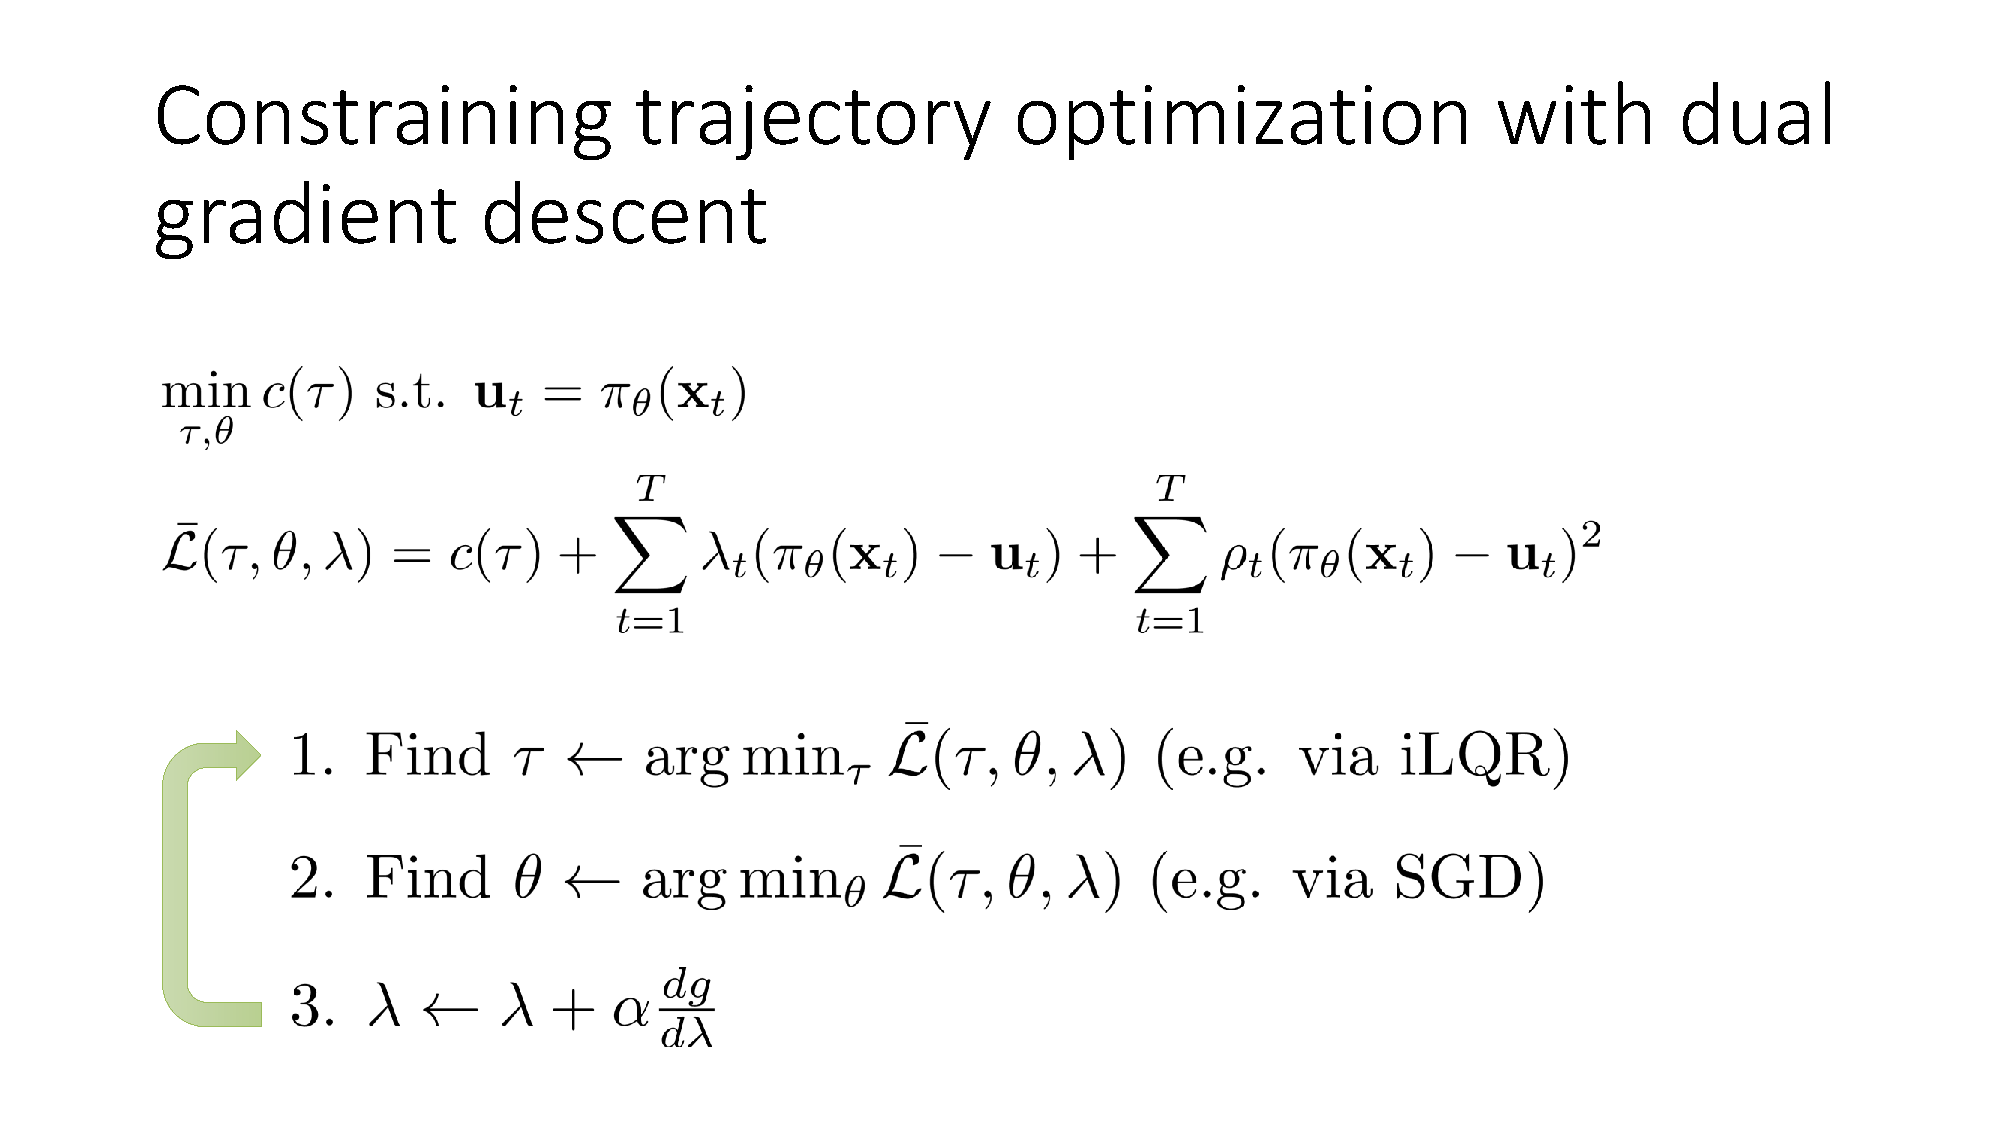 Constraining trajectory optimization with dual
gradient descent
$\min_{\tau,\theta} c(\tau)$ s.t. $\mathbf{u}_t = \pi_\theta(\mathbf{x}_t)$
$\bar{\mathcal{L}}(\tau, \theta, \lambda) = c(\tau) + \sum_{t=1}^{T} \lambda_t(\pi_\theta(\mathbf{x}_t) - \mathbf{u}_t) + \sum_{t=1}^{T} \rho_t(\pi_\theta(\mathbf{x}_t) - \mathbf{u}_t)^2$
1. Find $\tau \leftarrow \arg\min_\tau \bar{\mathcal{L}}(\tau, \theta, \lambda)$ (e.g. via iLQR)
2. Find $\theta \leftarrow \arg\min_\theta \bar{\mathcal{L}}(\tau, \theta, \lambda)$ (e.g. via SGD)
3. $\lambda \leftarrow \lambda + \alpha \frac{dg}{d\lambda}$